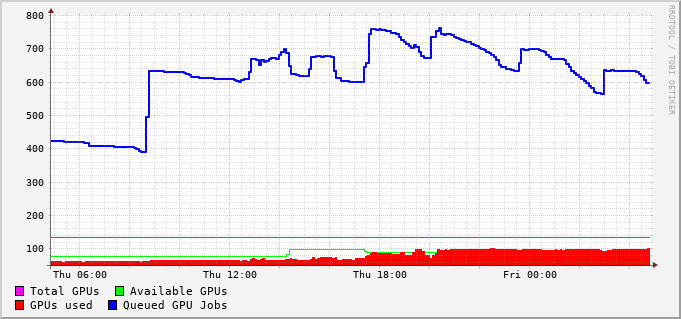 800
700
600
500
400
300
200
100
Thu 06:00 Thu 12:00 Thu 18:00 Fri 00:00
Total GPUs Available GPUs
GPUs used Queued GPU Jobs
RRDTOOL / TOBI OETIKER